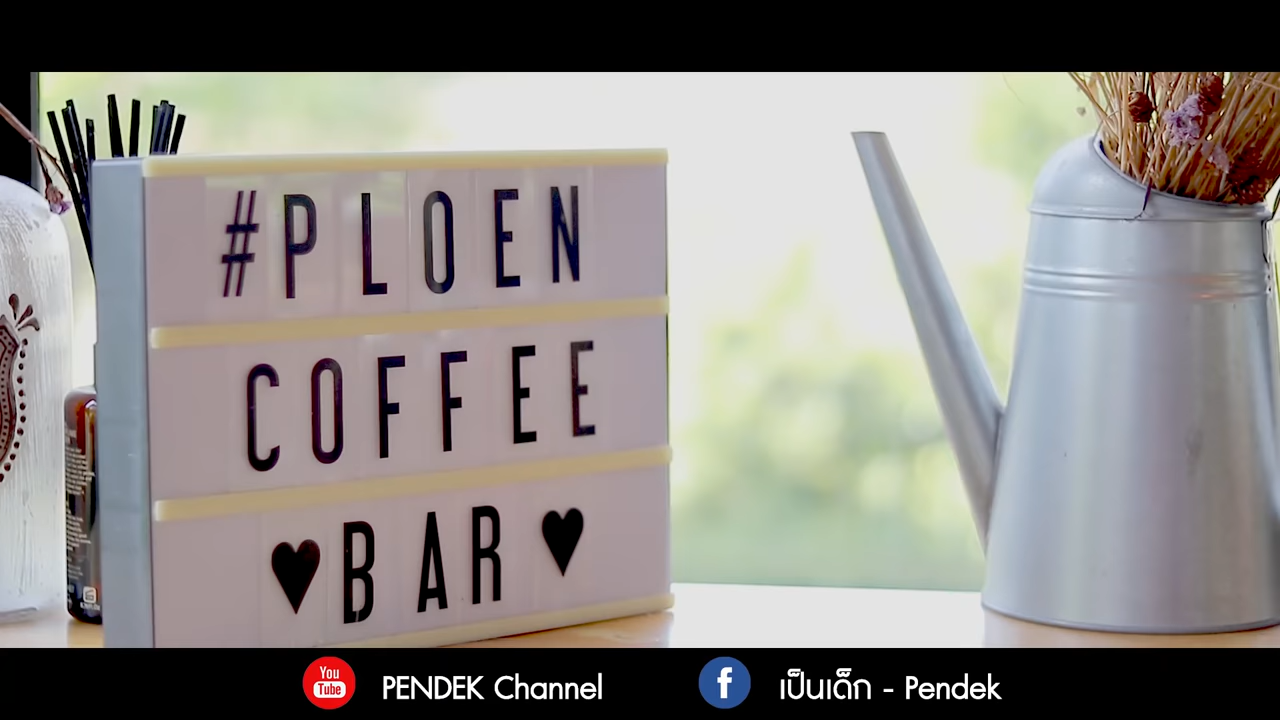 #PLOEN
COFFEE
♥BAR♥
You Tube PENDEK Channel
f เป็นเด็ก - Pendek